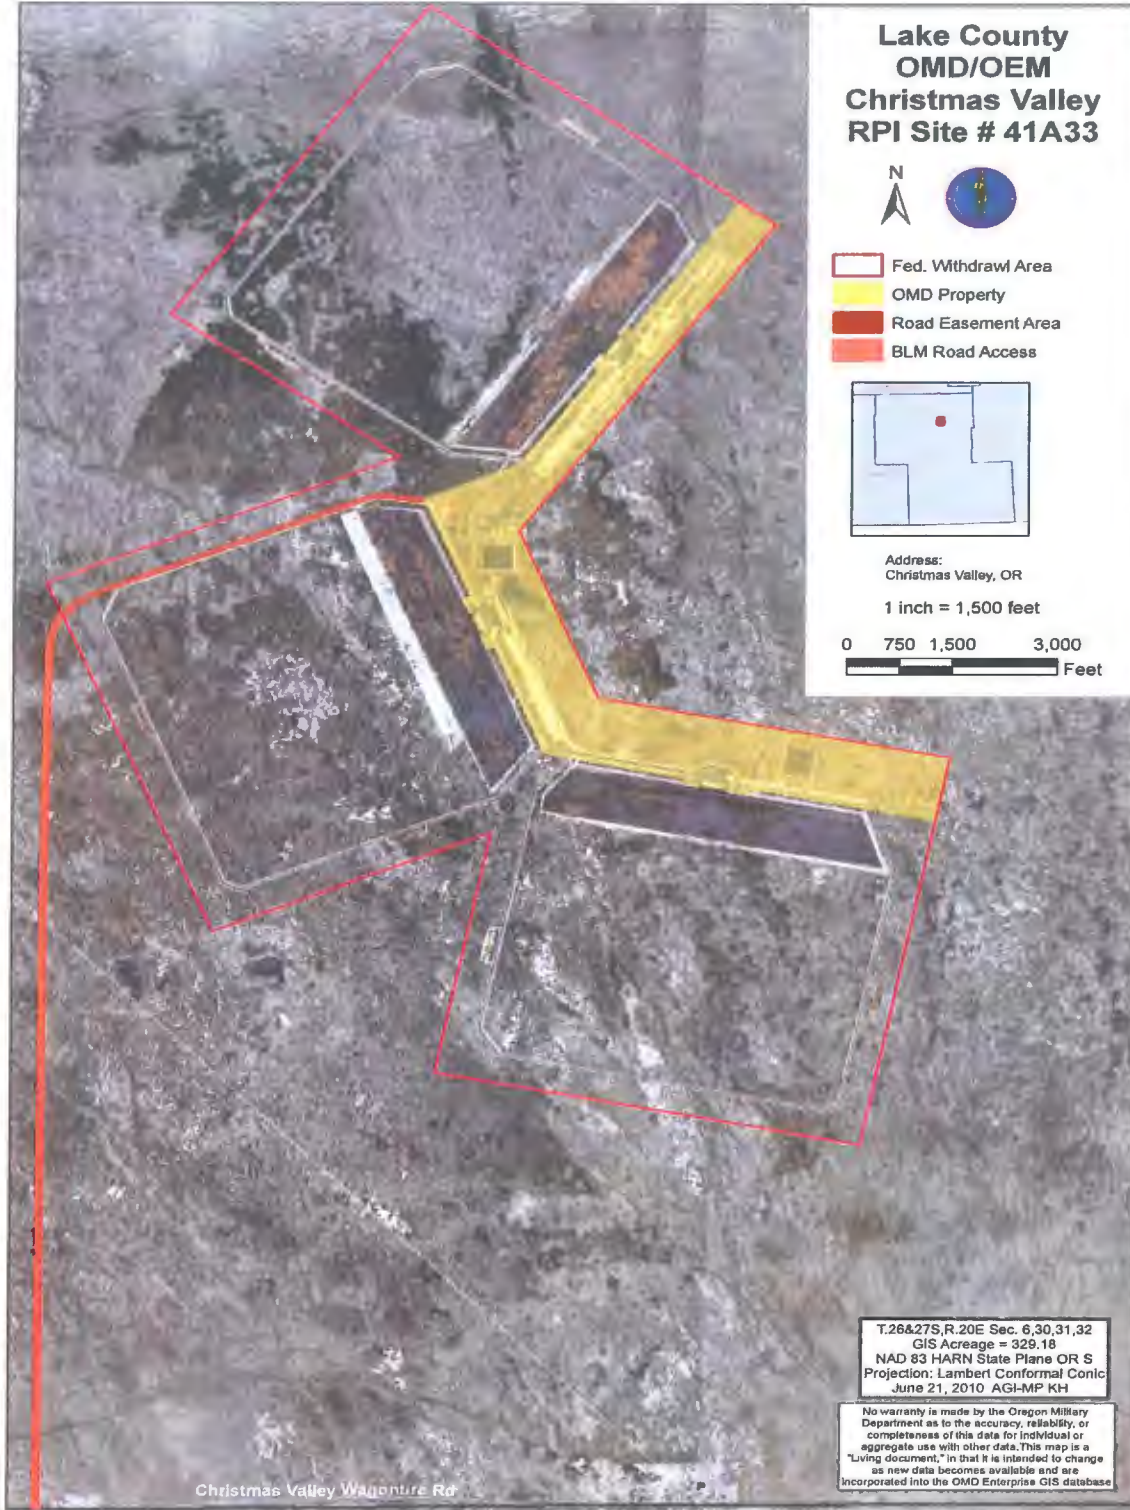 Lake County
OMD/OEM
Christmas Valley
RPI Site # 41A33
N
Fed. Withdrawl Area
OMD Property
Road Easement Area
BLM Road Access
Address:
Christmas Valley, OR
1 inch = 1,500 feet
0 750 1,500 3,000
Feet
T.26&27S,R.20E Sec. 6,30,31,32
GIS Acreage = 329.18
NAD 83 HARN State Plane OR S
Projection: Lambert Conformal Conic
June 21, 2010 AGI-MP KH
No warranty is made by the Oregon Military
Department as to the accuracy, reliability, or
completeness of this data for individual or
aggregate use with other data. This map is a
"Living document," in that it is intended to change
as new data becomes available and are
incorporated into the OMD Enterprise GIS database
Christmas Valley Wagontire Rd